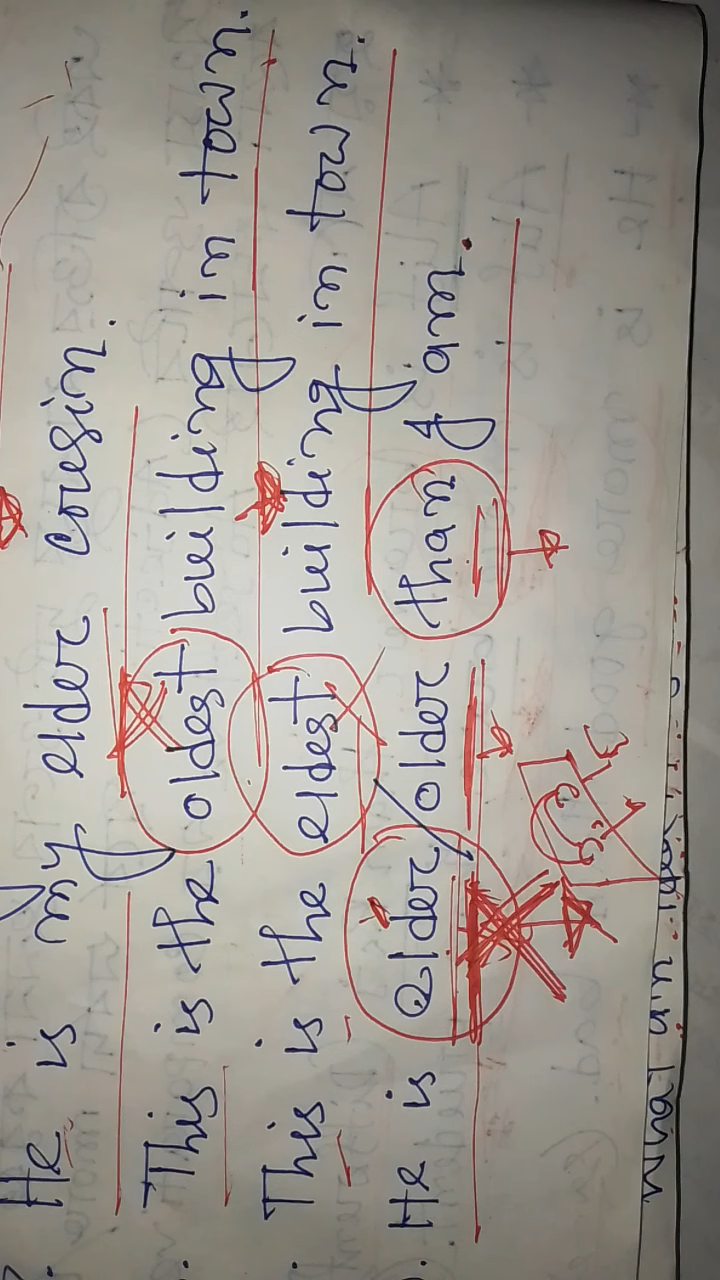 He is my elder cousin.
This is the oldest building in town.
This is the eldest building in town.
He is elder/older than I am.